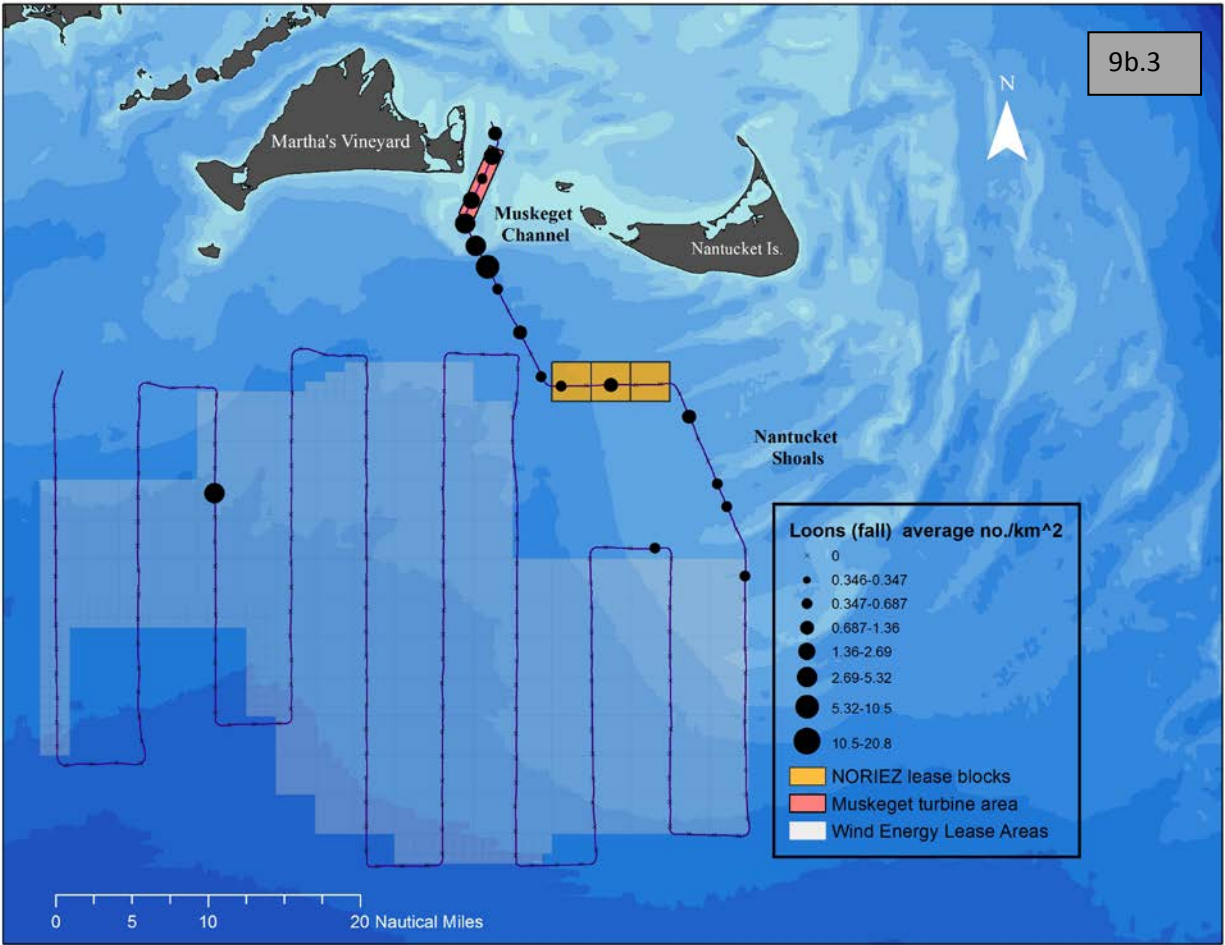 9b.3
N
Martha's Vineyard
Muskeget
Channel
Nantucket Is.
Nantucket
Shoals
Loons (fall) average no./km^2
0
0.346-0.347
0.347-0.687
0.687-1.36
1.36-2.69
2.69-5.32
5.32-10.5
10.5-20.8
NORIEZ lease blocks
Muskeget turbine area
Wind Energy Lease Areas
0 5 10 20 Nautical Miles